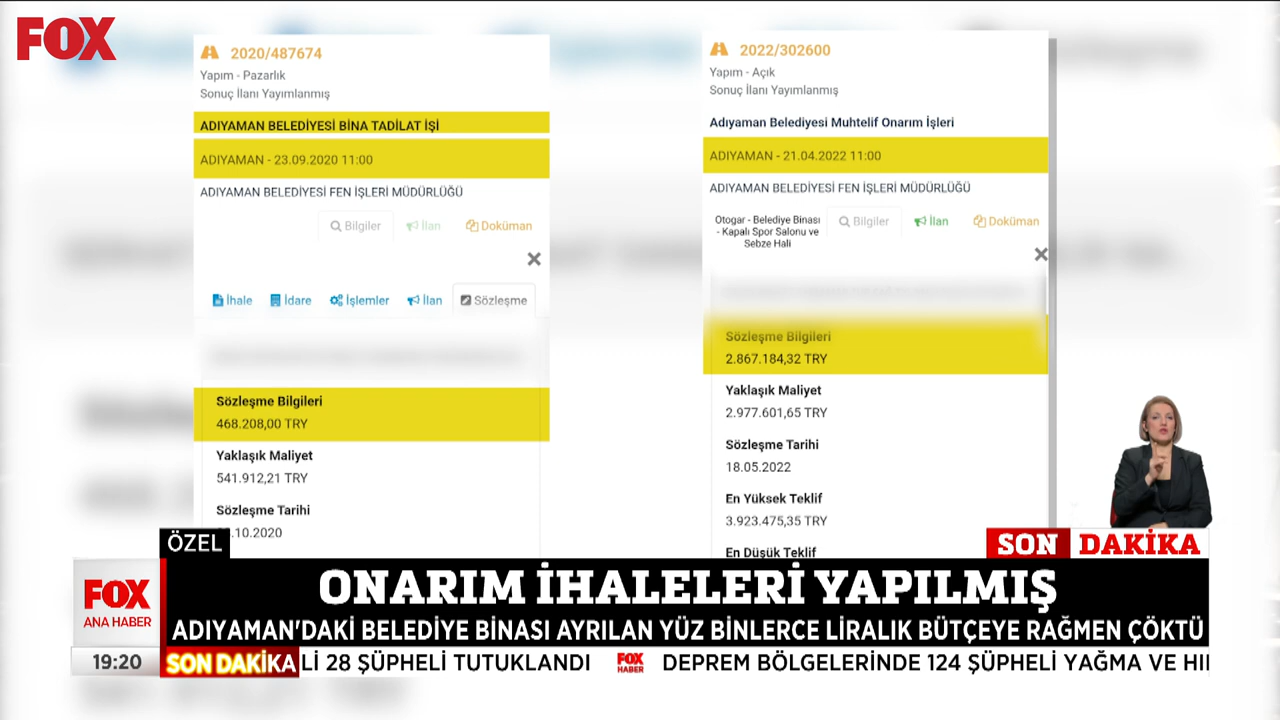 FOX
2020/487674
Yapım - Pazarlık
Sonuç İlanı Yayımlanmış
ADIYAMAN BELEDİYESİ BİNA TADİLAT İŞİ
ADIYAMAN - 23.09.2020 11:00
ADIYAMAN BELEDİYESİ FEN İŞLERİ MÜDÜRLÜĞÜ
Bilgiler İlan Doküman
İhale İdare İşlemler İlan Sözleşme
Sözleşme Bilgileri
468.208,00 TRY
Yaklaşık Maliyet
541.912,21 TRY
Sözleşme Tarihi
.10.2020
2022/302600
Yapım - Açık
Sonuç İlanı Yayımlanmış
Adıyaman Belediyesi Muhtelif Onarım İşleri
ADIYAMAN - 21.04.2022 11:00
ADIYAMAN BELEDİYESİ FEN İŞLERİ MÜDÜRLÜĞÜ
Otogar - Belediye Binası
- Kapalı Spor Salonu ve
Sebze Hali
Bilgiler İlan Doküman
Sözleşme Bilgileri
2.867.184,32 TRY
Yaklaşık Maliyet
2.977.601,65 TRY
Sözleşme Tarihi
18.05.2022
En Yüksek Teklif
3.923.475,35 TRY
En Düşük Teklif
ÖZEL
SON DAKİKA
FOX
ANA HABER
ONARIM İHALELERİ YAPILMIŞ
ADIYAMAN'DAKİ BELEDİYE BİNASI AYRILAN YÜZ BİNLERCE LİRALIK BÜTÇEYE RAĞMEN ÇÖKTÜ
19:20 SON DAKİKA Lİ 28 ŞÜPHELİ TUTUKLANDI FOX HABER DEPREM BÖLGELERİNDE 124 ŞÜPHELİ YAĞMA VE